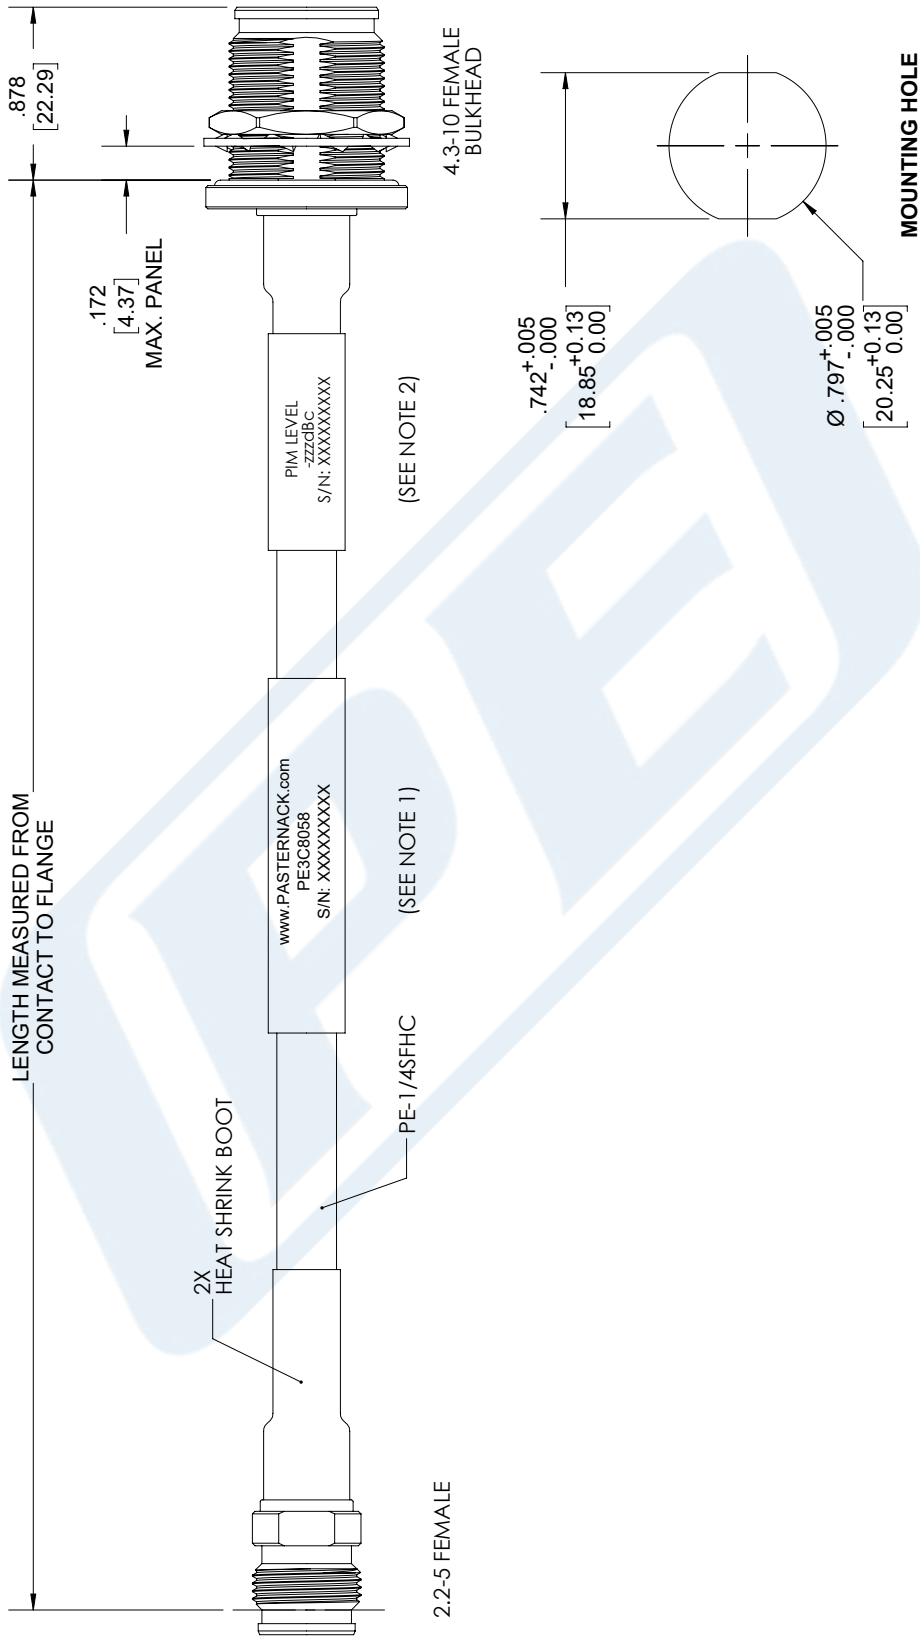 LENGTH MEASURED FROM
CONTACT TO FLANGE
.878
[22.29]
.172
[4.37]
MAX. PANEL
2X
HEAT SHRINK BOOT
www.PASTERNACK.com
PE3C8058
S/N: XXXXXXXXX
PIM LEVEL
-zzzdBc
S/N: XXXXXXXXXX
PE-1/4SFHC
(SEE NOTE 1)
(SEE NOTE 2)
2.2-5 FEMALE
4.3-10 FEMALE
BULKHEAD
.742 +.005
-.000
[18.85 +0.13
0.00]
Ø .797 +.005
-.000
[20.25 +0.13
0.00]
MOUNTING HOLE
PE